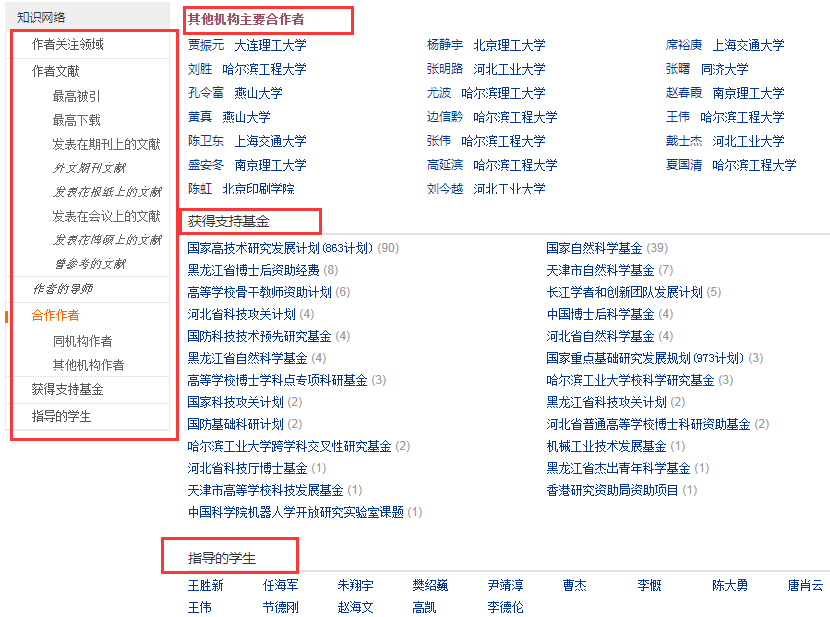 知识网络
作者关注领域
作者文献
最高被引
最高下载
发表在期刊上的文献
外文期刊文献
发表在报纸上的文献
发表在会议上的文献
发表在博硕上的文献
曾参考的文献
作者的导师
合作作者
同机构作者
其他机构作者
获得支持基金
指导的学生
其他机构主要合作者
贾振元 大连理工大学 杨静宇 北京理工大学 席裕庚 上海交通大学
刘胜 哈尔滨工程大学 张明路 河北工业大学 张曙 同济大学
孔令富 燕山大学 尤波 哈尔滨理工大学 赵春霞 南京理工大学
黄真 燕山大学 边信黔 哈尔滨工程大学 王伟 哈尔滨工程大学
陈卫东 上海交通大学 张伟 哈尔滨工程大学 戴士杰 河北工业大学
盛安冬 南京理工大学 高延滨 哈尔滨工程大学 夏国清 哈尔滨工程大学
陈虹 北京印刷学院 刘今越 河北工业大学
获得支持基金
国家高技术研究发展计划(863计划) (90) 国家自然科学基金 (39)
黑龙江省博士后资助经费 (8) 天津市自然科学基金 (7)
高等学校骨干教师资助计划 (6) 长江学者和创新团队发展计划 (5)
河北省科技攻关计划 (4) 中国博士后科学基金 (4)
国防科技技术预先研究基金 (4) 河北省自然科学基金 (4)
黑龙江省自然科学基金 (4) 国家重点基础研究发展规划(973计划) (3)
高等学校博士学科点专项科研基金 (3) 哈尔滨工业大学校科学研究基金 (3)
国家科技攻关计划 (2) 黑龙江省科技攻关计划 (2)
国防基础科研计划 (2) 河北省普通高等学校博士科研资助基金 (2)
哈尔滨工业大学跨学科交叉性研究基金 (2) 机械工业技术发展基金 (1)
河北省科技厅博士基金 (1) 黑龙江省杰出青年科学基金 (1)
天津市高等学校科技发展基金 (1) 香港研究资助局资助项目 (1)
中国科学院机器人学开放研究实验室课题 (1)
指导的学生
王胜新 任海军 朱翔宇 樊绍巍 尹靖淳 曹杰 李慨 陈大勇 唐肖云
王伟 节德刚 赵海文 高凯 李德伦